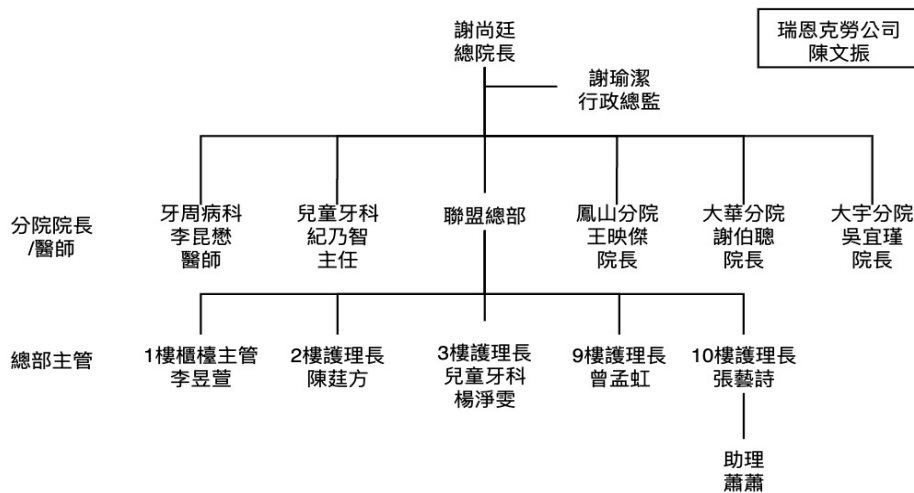 謝尚廷
總院長
瑞恩克勞公司
陳文振
謝瑜潔
行政總監
分院院長
/醫師
牙周病科
李昆懋
醫師
兒童牙科
紀乃智
主任
聯盟總部
鳳山分院
王映傑
院長
大華分院
謝伯聰
院長
大宇分院
吳宜瑾
院長
總部主管
1樓櫃檯主管
李昱萱
2樓護理長
陳莛方
3樓護理長
兒童牙科
楊淨雯
9樓護理長
曾孟虹
10樓護理長
張藝詩
助理
蕭蕭